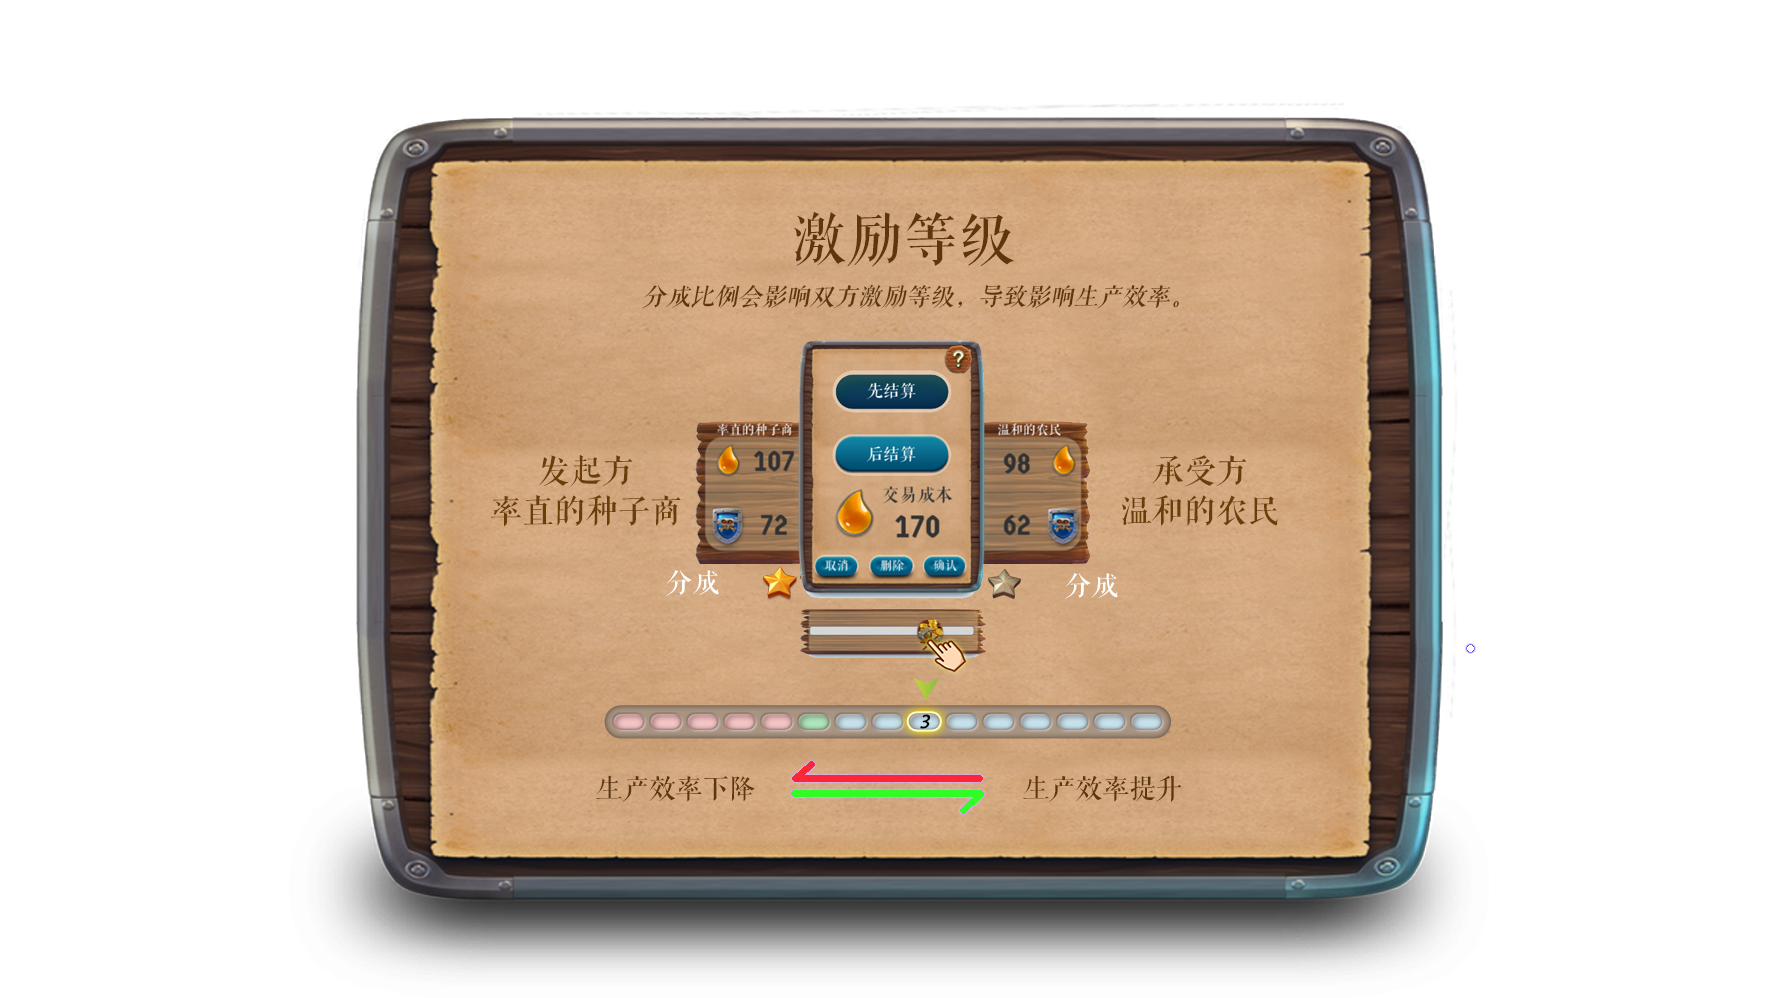 激励等级
分成比例会影响双方激励等级，导致影响生产效率。
?
先结算
率直的种子商
温和的农民
后结算
107
98
发起方
率直的种子商
承受方
温和的农民
交易成本
170
72
62
取消
删除
确认
分成
分成
3
生产效率下降
生产效率提升